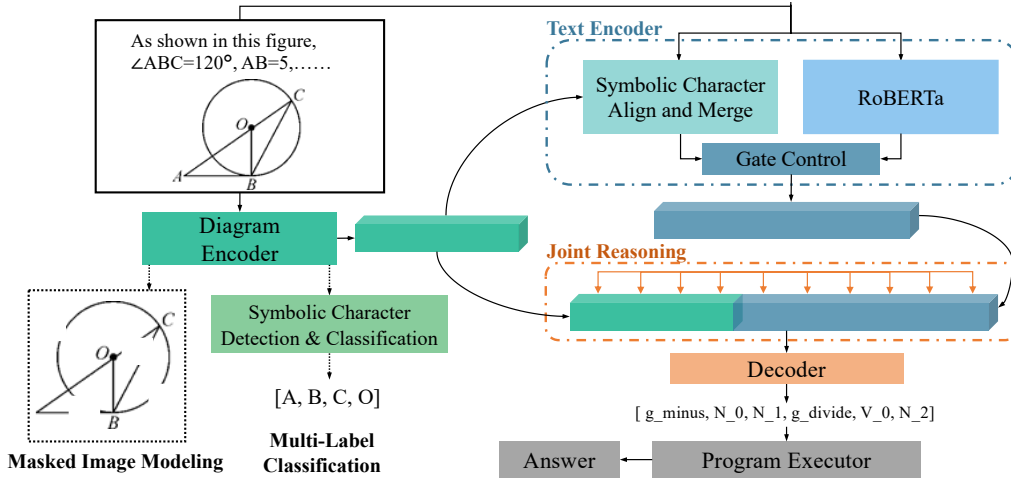 As shown in this figure,
∠ABC=120°, AB=5,......
C
O
A
B
Text Encoder
Symbolic Character
Align and Merge
RoBERTa
Gate Control
Diagram
Encoder
Joint Reasoning
C
O
B
Masked Image Modeling
Symbolic Character
Detection & Classification
[A, B, C, O]
Multi-Label
Classification
Decoder
[ g_minus, N_0, N_1, g_divide, V_0, N_2]
Program Executor
Answer